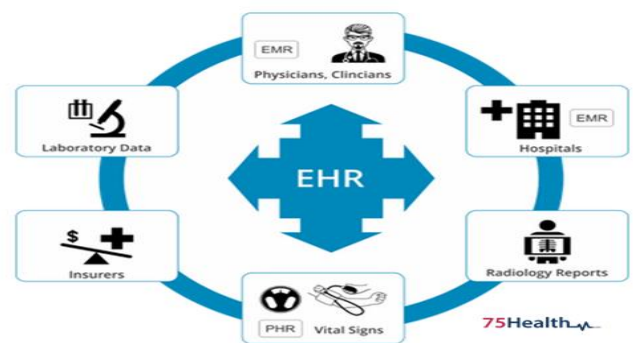 EMR
Physicians, Clincians
EMR
Hospitals
Laboratory Data
EHR
Insurers
Radiology Reports
PHR
Vital Signs
75Health